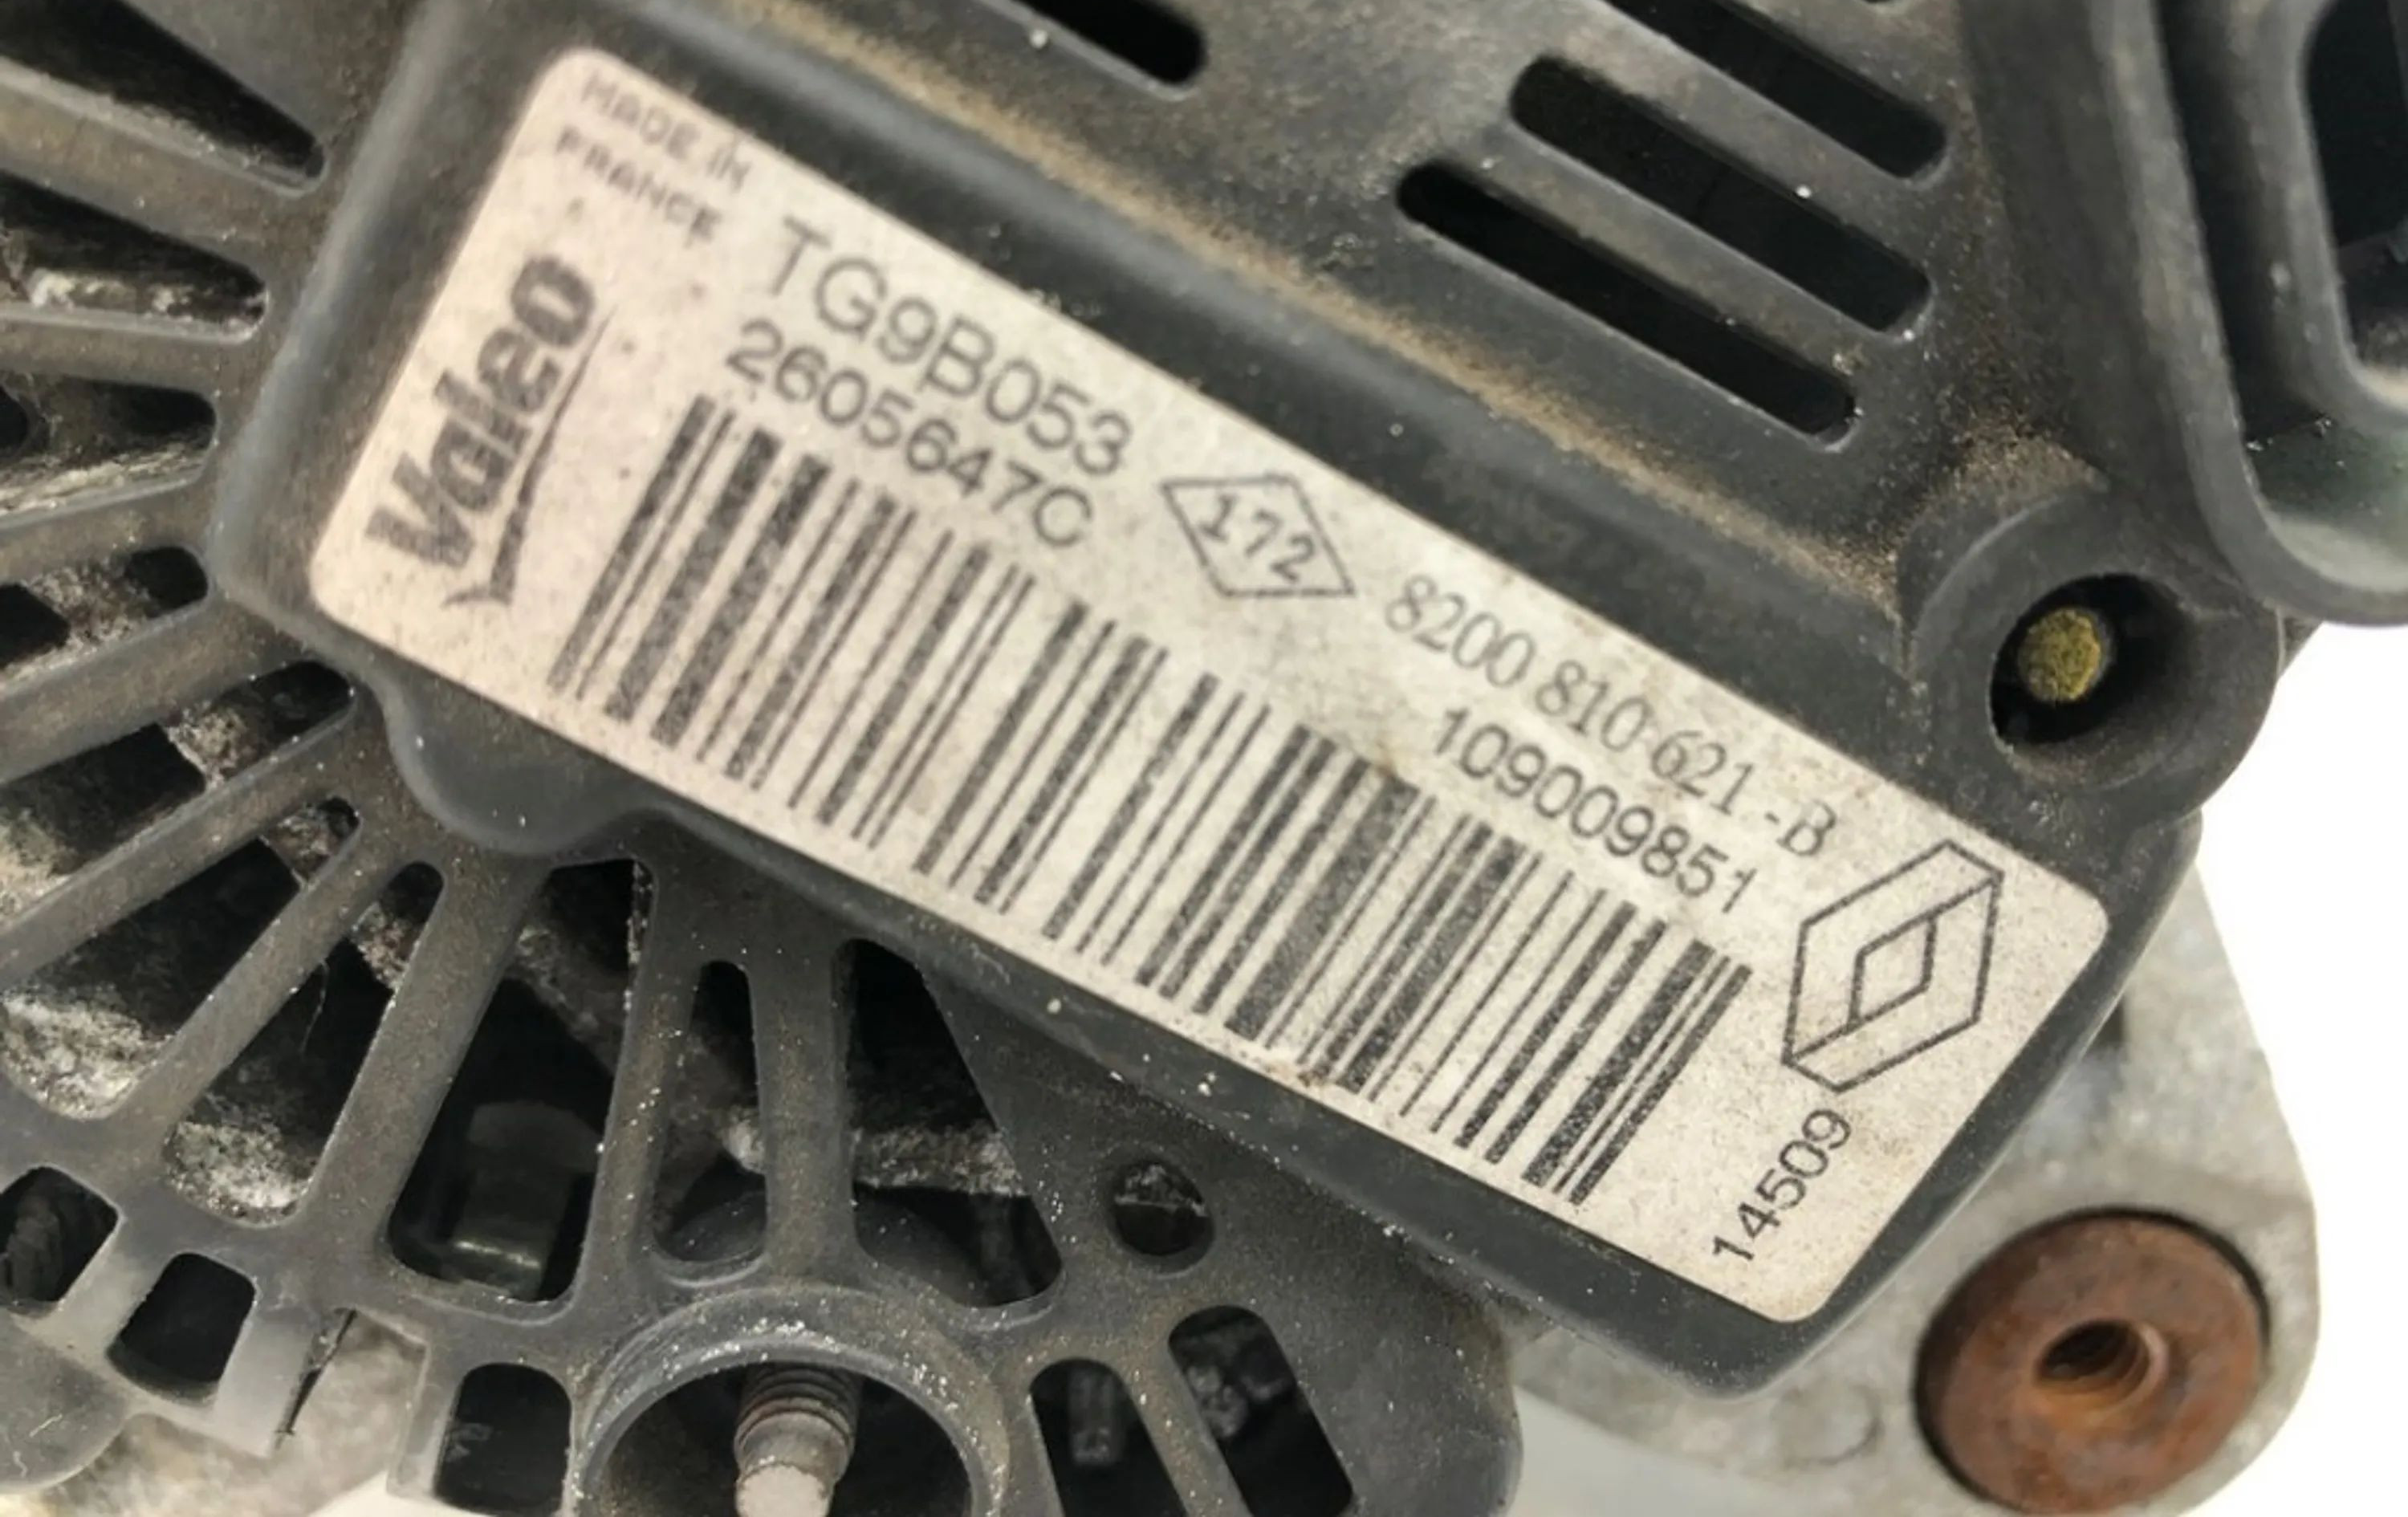 MADE IN
FRANCE
Valeo
TG9B053
2605647C
172
8200 810 621 -B
109009851
14509